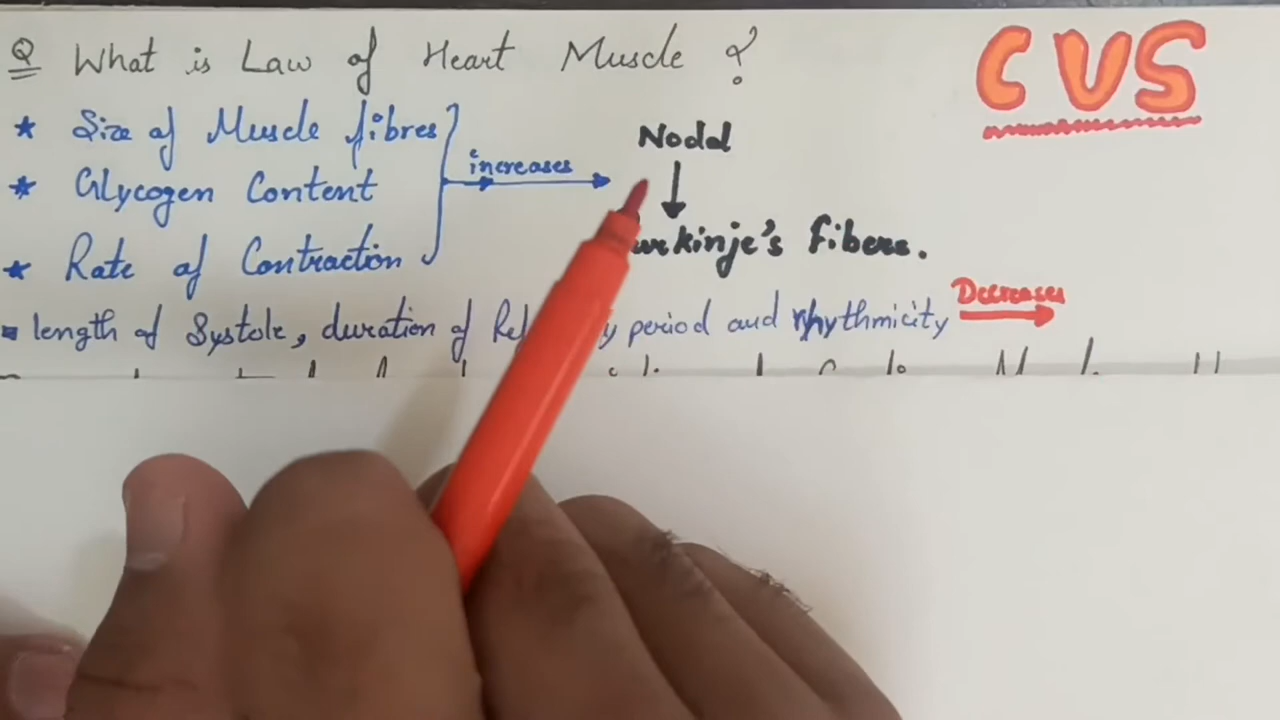 Q What is Law of Heart Muscle ?
CVS
* Size of Muscle fibres
* Glycogen Content
* Rate of Contraction
increases
Nodal
Fibers.
length of Systole, duration of period and rhythmicity
Decreases